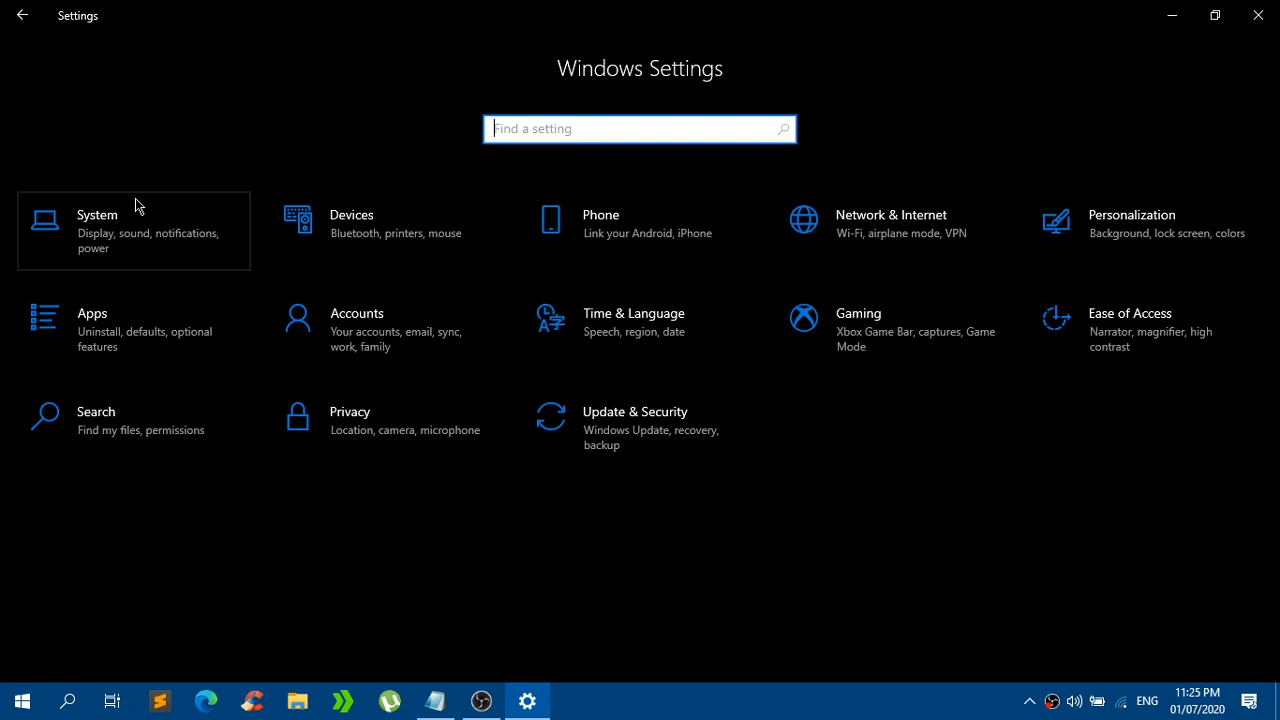 Settings
Windows Settings
Find a setting
System
Display, sound, notifications,
power
Devices
Bluetooth, printers, mouse
Phone
Link your Android, iPhone
Network & Internet
Wi-Fi, airplane mode, VPN
Personalization
Background, lock screen, colors
Apps
Uninstall, defaults, optional
features
Accounts
Your accounts, email, sync,
work, family
Time & Language
Speech, region, date
Gaming
Xbox Game Bar, captures, Game
Mode
Ease of Access
Narrator, magnifier, high
contrast
Search
Find my files, permissions
Privacy
Location, camera, microphone
Update & Security
Windows Update, recovery,
backup
ENG
11:25 PM
01/07/2020